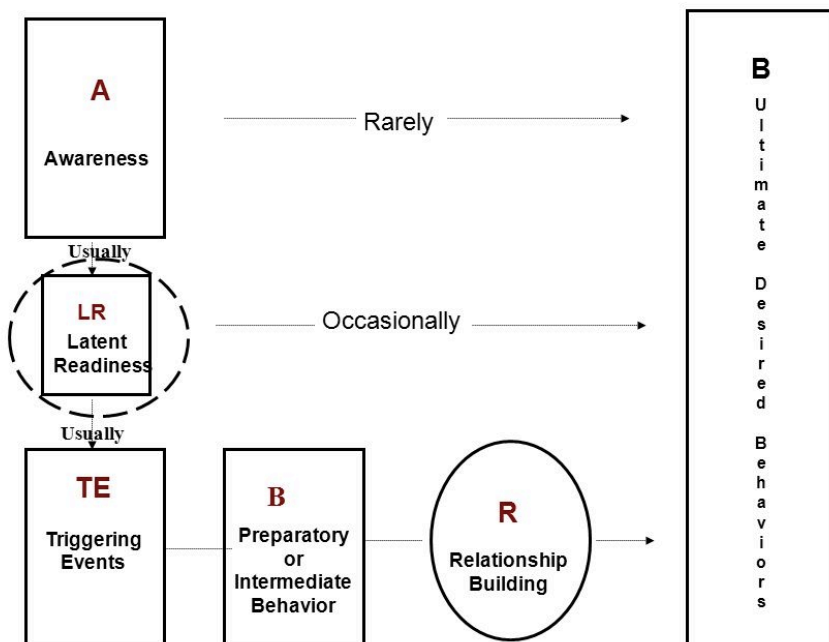 A
Awareness
Rarely
Usually
LR
Latent
Readiness
Occasionally
Usually
TE
Triggering
Events
B
Preparatory
or
Intermediate
Behavior
R
Relationship
Building
B
Ultimate Desired Behaviors